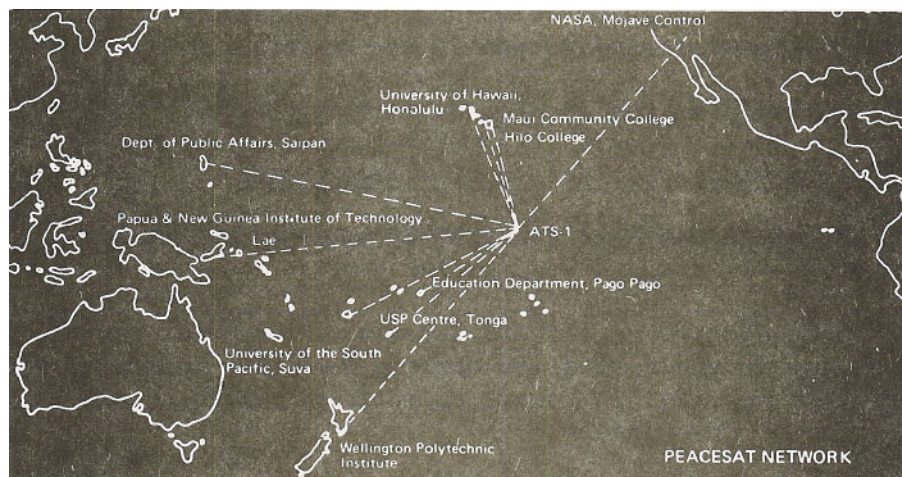 NASA, Mojave Control
University of Hawaii,
Honolulu
Maui Community College
Hilo College
Dept. of Public Affairs, Saipan
Papua & New Guinea Institute of Technology
Lae
ATS-1
Education Department, Pago Pago
USP Centre, Tonga
University of the South
Pacific, Suva
Wellington Polytechnic
Institute
PEACESAT NETWORK